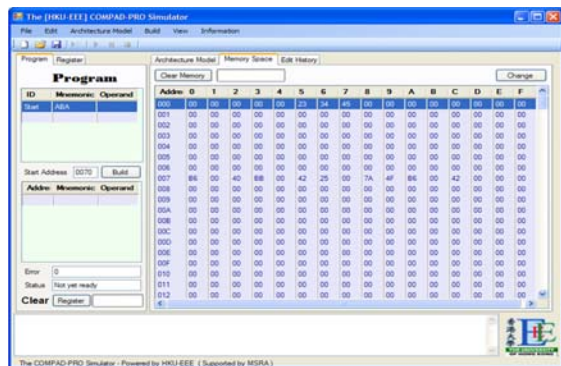 The [HKU-EEE] COMPAD-PRO Simulator
File Edit Architecture Model Build View Information
Program Register
Program
ID Mnemonic Operand
Start ABA
Start Address 0070 Build
Addre Mnemonic Operand
Error 0
Status Not yet ready
Clear Register
Architecture Model Memory Space Edit History
Clear Memory Change
Addre 0 1 2 3 4 5 6 7 8 9 A B C D E F
000 00 00 00 00 00 23 34 45 00 00 00 00 00 00 00 00
001 00 00 00 00 00 00 00 00 00 00 00 00 00 00 00 00
002 00 00 00 00 00 00 00 00 00 00 00 00 00 00 00 00
003 00 00 00 00 00 00 00 00 00 00 00 00 00 00 00 00
004 00 00 00 00 00 00 00 00 00 00 00 00 00 00 00 00
005 00 00 00 00 00 00 00 00 00 00 00 00 00 00 00 00
006 00 00 00 00 00 00 00 00 00 00 00 00 00 00 00 00
007 B6 00 40 BB 00 42 25 00 7A 4F B6 00 42 00 00 00
008 00 00 00 00 00 00 00 00 00 00 00 00 00 00 00 00
009 00 00 00 00 00 00 00 00 00 00 00 00 00 00 00 00
00A 00 00 00 00 00 00 00 00 00 00 00 00 00 00 00 00
00B 00 00 00 00 00 00 00 00 00 00 00 00 00 00 00 00
00C 00 00 00 00 00 00 00 00 00 00 00 00 00 00 00 00
00D 00 00 00 00 00 00 00 00 00 00 00 00 00 00 00 00
00E 00 00 00 00 00 00 00 00 00 00 00 00 00 00 00 00
00F 00 00 00 00 00 00 00 00 00 00 00 00 00 00 00 00
010 00 00 00 00 00 00 00 00 00 00 00 00 00 00 00 00
011 00 00 00 00 00 00 00 00 00 00 00 00 00 00 00 00
012 00 00 00 00 00 00 00 00 00 00 00 00 00 00 00 00
香港大學
The COMPAD-PRO Simulator - Powered by HKU-EEE ( Supported by MSRA )